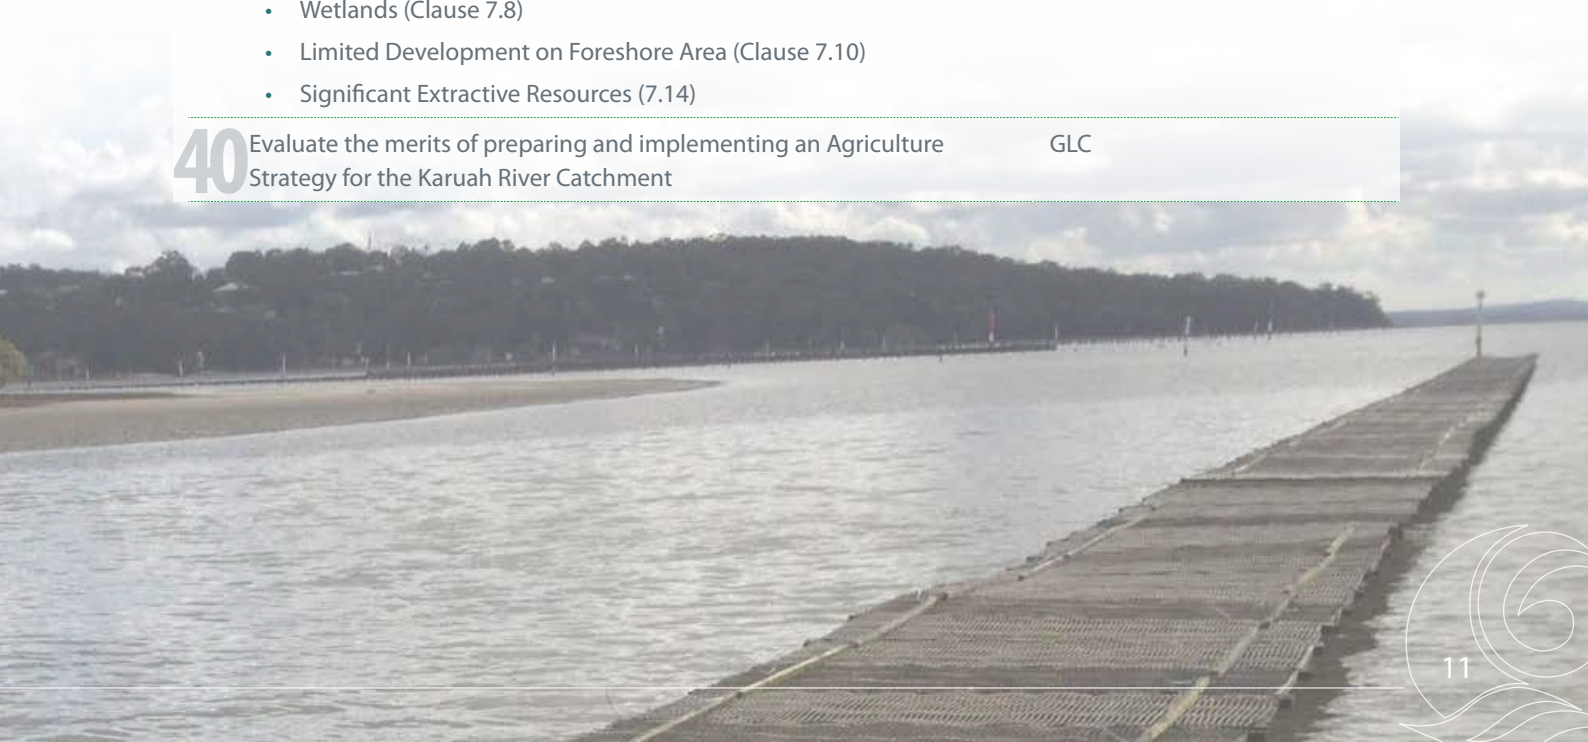 • Wetlands (Clause 7.8)
• Limited Development on Foreshore Area (Clause 7.10)
• Significant Extractive Resources (7.14)
40 Evaluate the merits of preparing and implementing an Agriculture GLC
Strategy for the Karuah River Catchment
11